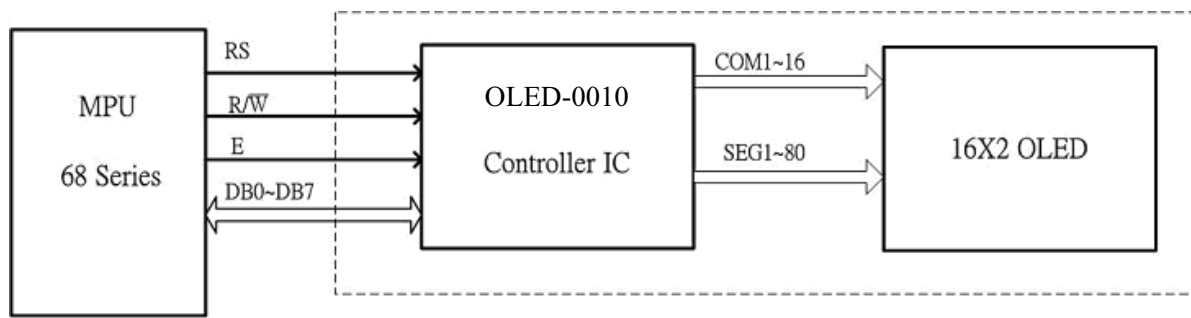 MPU
68 Series
RS
R/W̅
E
DB0~DB7
OLED-0010
Controller IC
COM1~16
SEG1~80
16X2 OLED